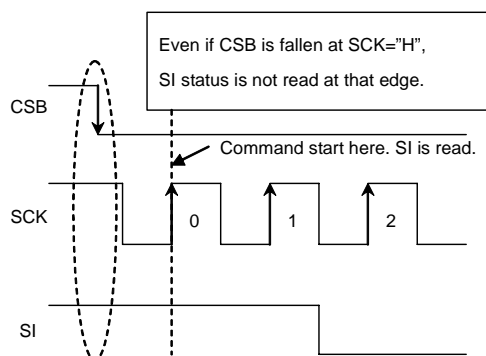 Even if CSB is fallen at SCK="H",
SI status is not read at that edge.
CSB
Command start here. SI is read.
SCK
0
1
2
SI